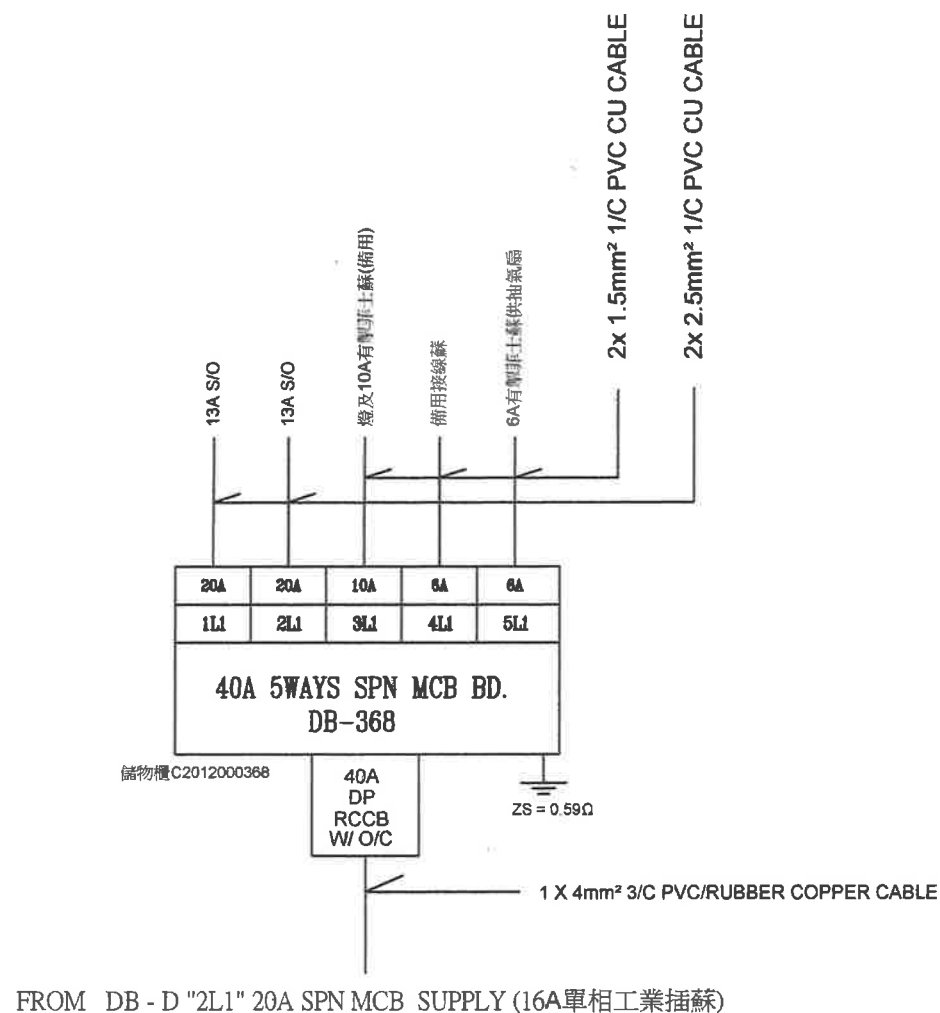 2x 1.5mm² 1/C PVC CU CABLE
2x 2.5mm² 1/C PVC CU CABLE
13A S/O
13A S/O
燈及10A有掣菲士蘇(備用)
備用接線蘇
6A有掣菲士蘇供抽氣扇
20A 20A 10A 6A 6A
1L1 2L1 3L1 4L1 5L1
40A 5WAYS SPN MCB BD.
DB-368
儲物櫃C2012000368
40A
DP
RCCB
W/ O/C
ZS = 0.59Ω
1 X 4mm² 3/C PVC/RUBBER COPPER CABLE
FROM DB - D "2L1" 20A SPN MCB SUPPLY (16A單相工業插蘇)